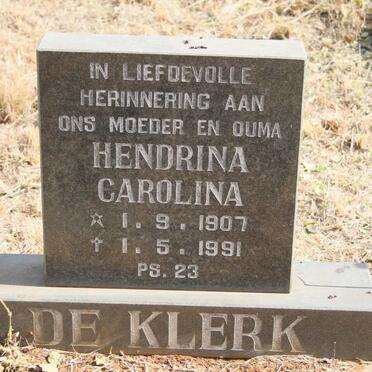 IN LIEFDEVOLLE
HERINNERING AAN
ONS MOEDER EN OUMA
HENDRINA
CAROLINA
☆ 1. 9. 1907
† 1. 5. 1991
PS. 23
DE KLERK